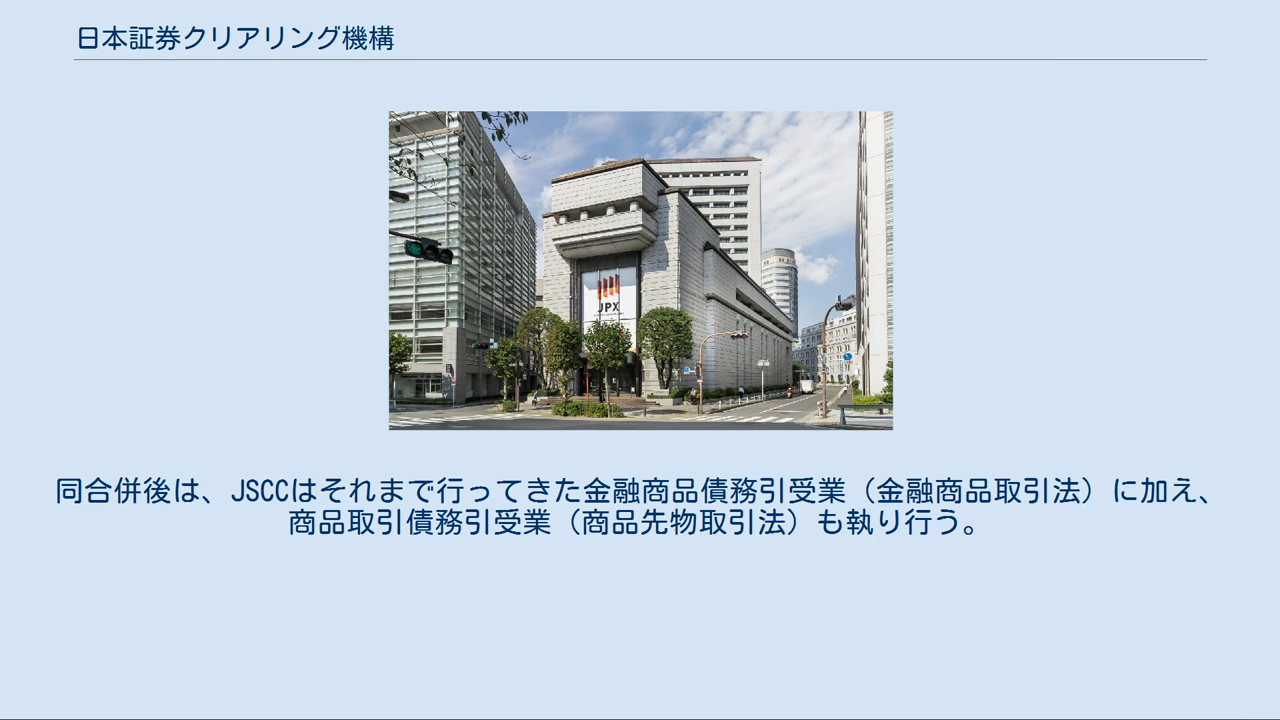 日本証券クリアリング機構
JPX
同合併後は、JSCCはそれまで行ってきた金融商品債務引受業（金融商品取引法）に加え、
商品取引債務引受業（商品先物取引法）も執り行う。